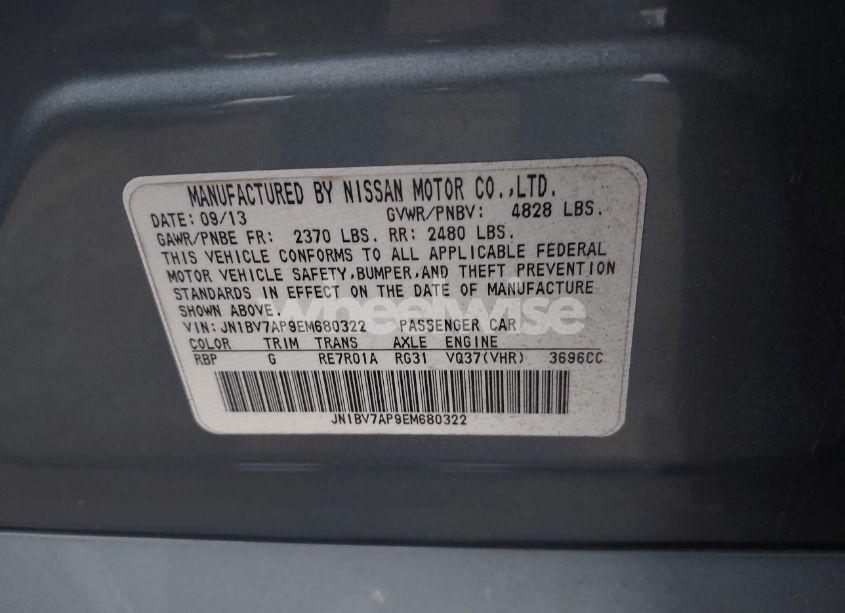 MANUFACTURED BY NISSAN MOTOR CO.,LTD.
DATE: 09/13 GVWR/PNBV: 4828 LBS.
GAWR/PNBE FR: 2370 LBS. RR: 2480 LBS.
THIS VEHICLE CONFORMS TO ALL APPLICABLE FEDERAL
MOTOR VEHICLE SAFETY,BUMPER,AND THEFT PREVENTION
STANDARDS IN EFFECT ON THE DATE OF MANUFACTURE
SHOWN ABOVE.
wheelwise
VIN: JN1BV7AP9EM680322 PASSENGER CAR
COLOR TRIM TRANS AXLE ENGINE
RBP G RE7R01A RG31 VQ37(VHR) 3696CC
JN1BV7AP9EM680322